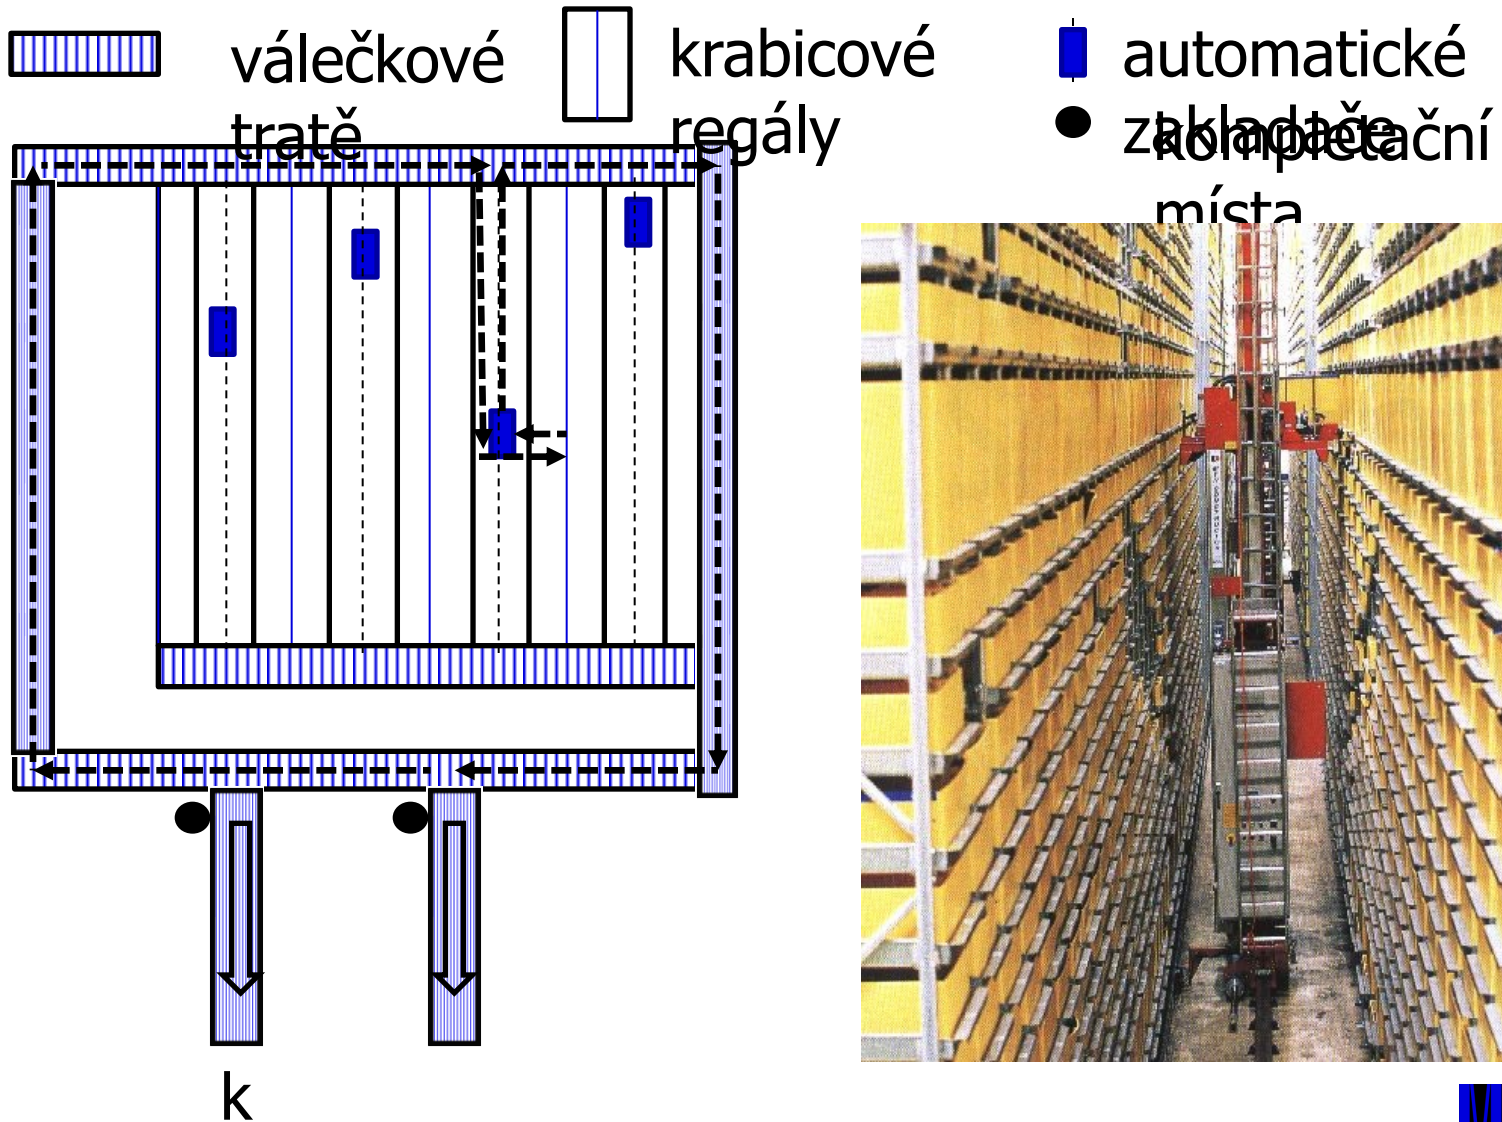 válečkové
tratě
krabicové
regály
automatické
zakladače
kompletační
místa
k